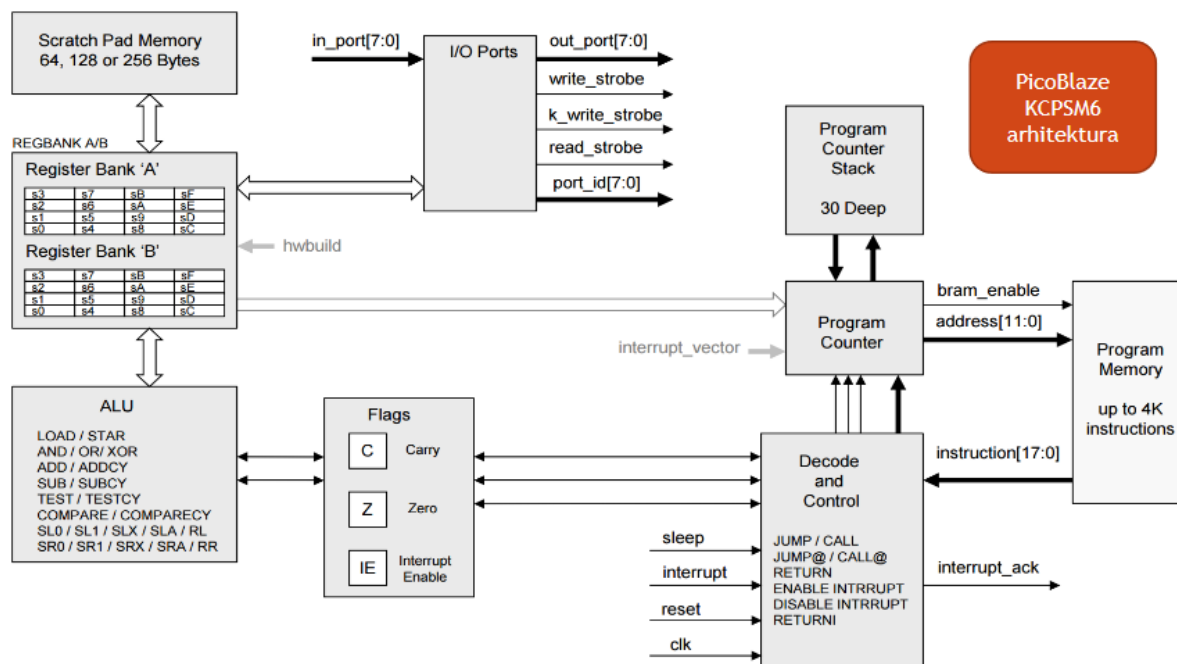 Scratch Pad Memory
64, 128 or 256 Bytes
in_port[7:0]
I/O Ports
out_port[7:0]
write_strobe
k_write_strobe
read_strobe
port_id[7:0]
PicoBlaze
KCPSM6
arhitektura
REGBANK A/B
Register Bank 'A'
s3 s7 sB sF
s2 s6 sA sE
s1 s5 s9 sD
s0 s4 s8 sC
Register Bank 'B'
s3 s7 sB sF
s2 s6 sA sE
s1 s5 s9 sD
s0 s4 s8 sC
hwbuild
Program
Counter
Stack
30 Deep
interrupt_vector
Program
Counter
bram_enable
address[11:0]
Program
Memory
up to 4K
instructions
instruction[17:0]
ALU
LOAD / STAR
AND / OR/ XOR
ADD / ADDCY
SUB / SUBCY
TEST / TESTCY
COMPARE / COMPARECY
SL0 / SL1 / SLX / SLA / RL
SR0 / SR1 / SRX / SRA / RR
Flags
C Carry
Z Zero
IE Interrupt
Enable
Decode
and
Control
JUMP / CALL
JUMP@ / CALL@
RETURN
ENABLE INTRRUPT
DISABLE INTRRUPT
RETURNI
sleep
interrupt
reset
clk
interrupt_ack